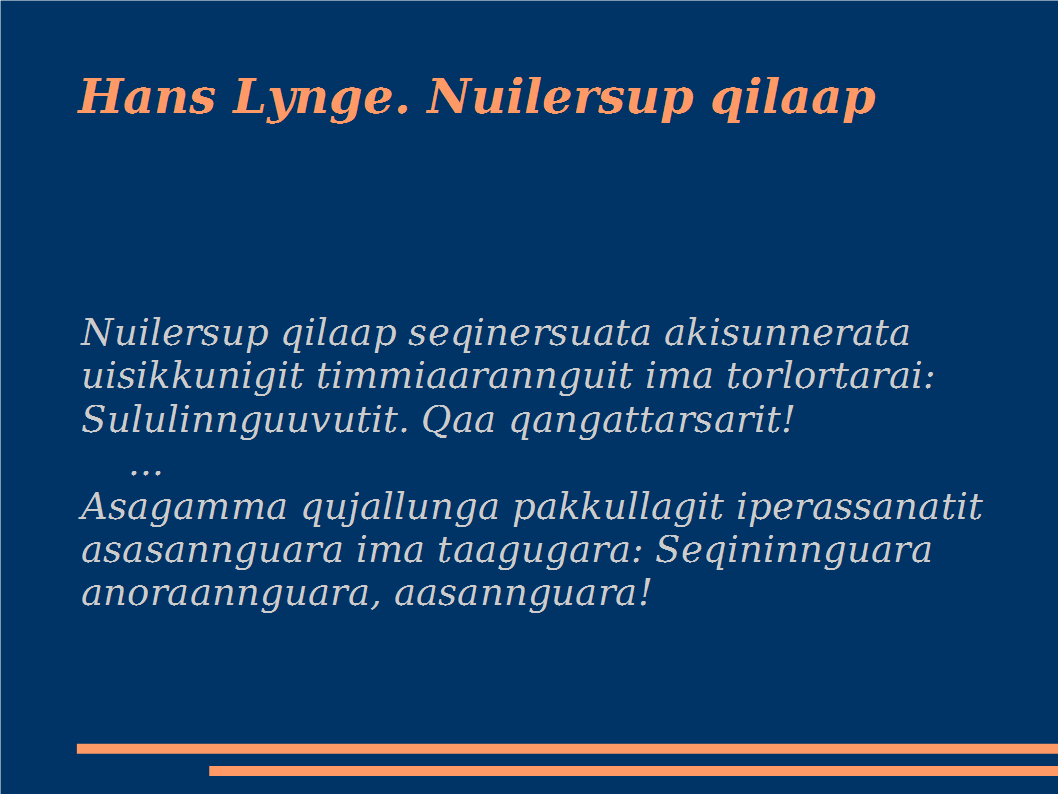 Hans Lynge. Nuilersup qilaap
Nuilersup qilaap seqinersuata akisunnerata
uisikkunigit timmiaarannguit ima torlortarai:
Sululinnguuvutit. Qaa qangattarsarit!
...
Asagamma qujallunga pakkullagit iperassanatit
asasannguara ima taagugara: Seqininnguara
anoraannguara, aasannguara!